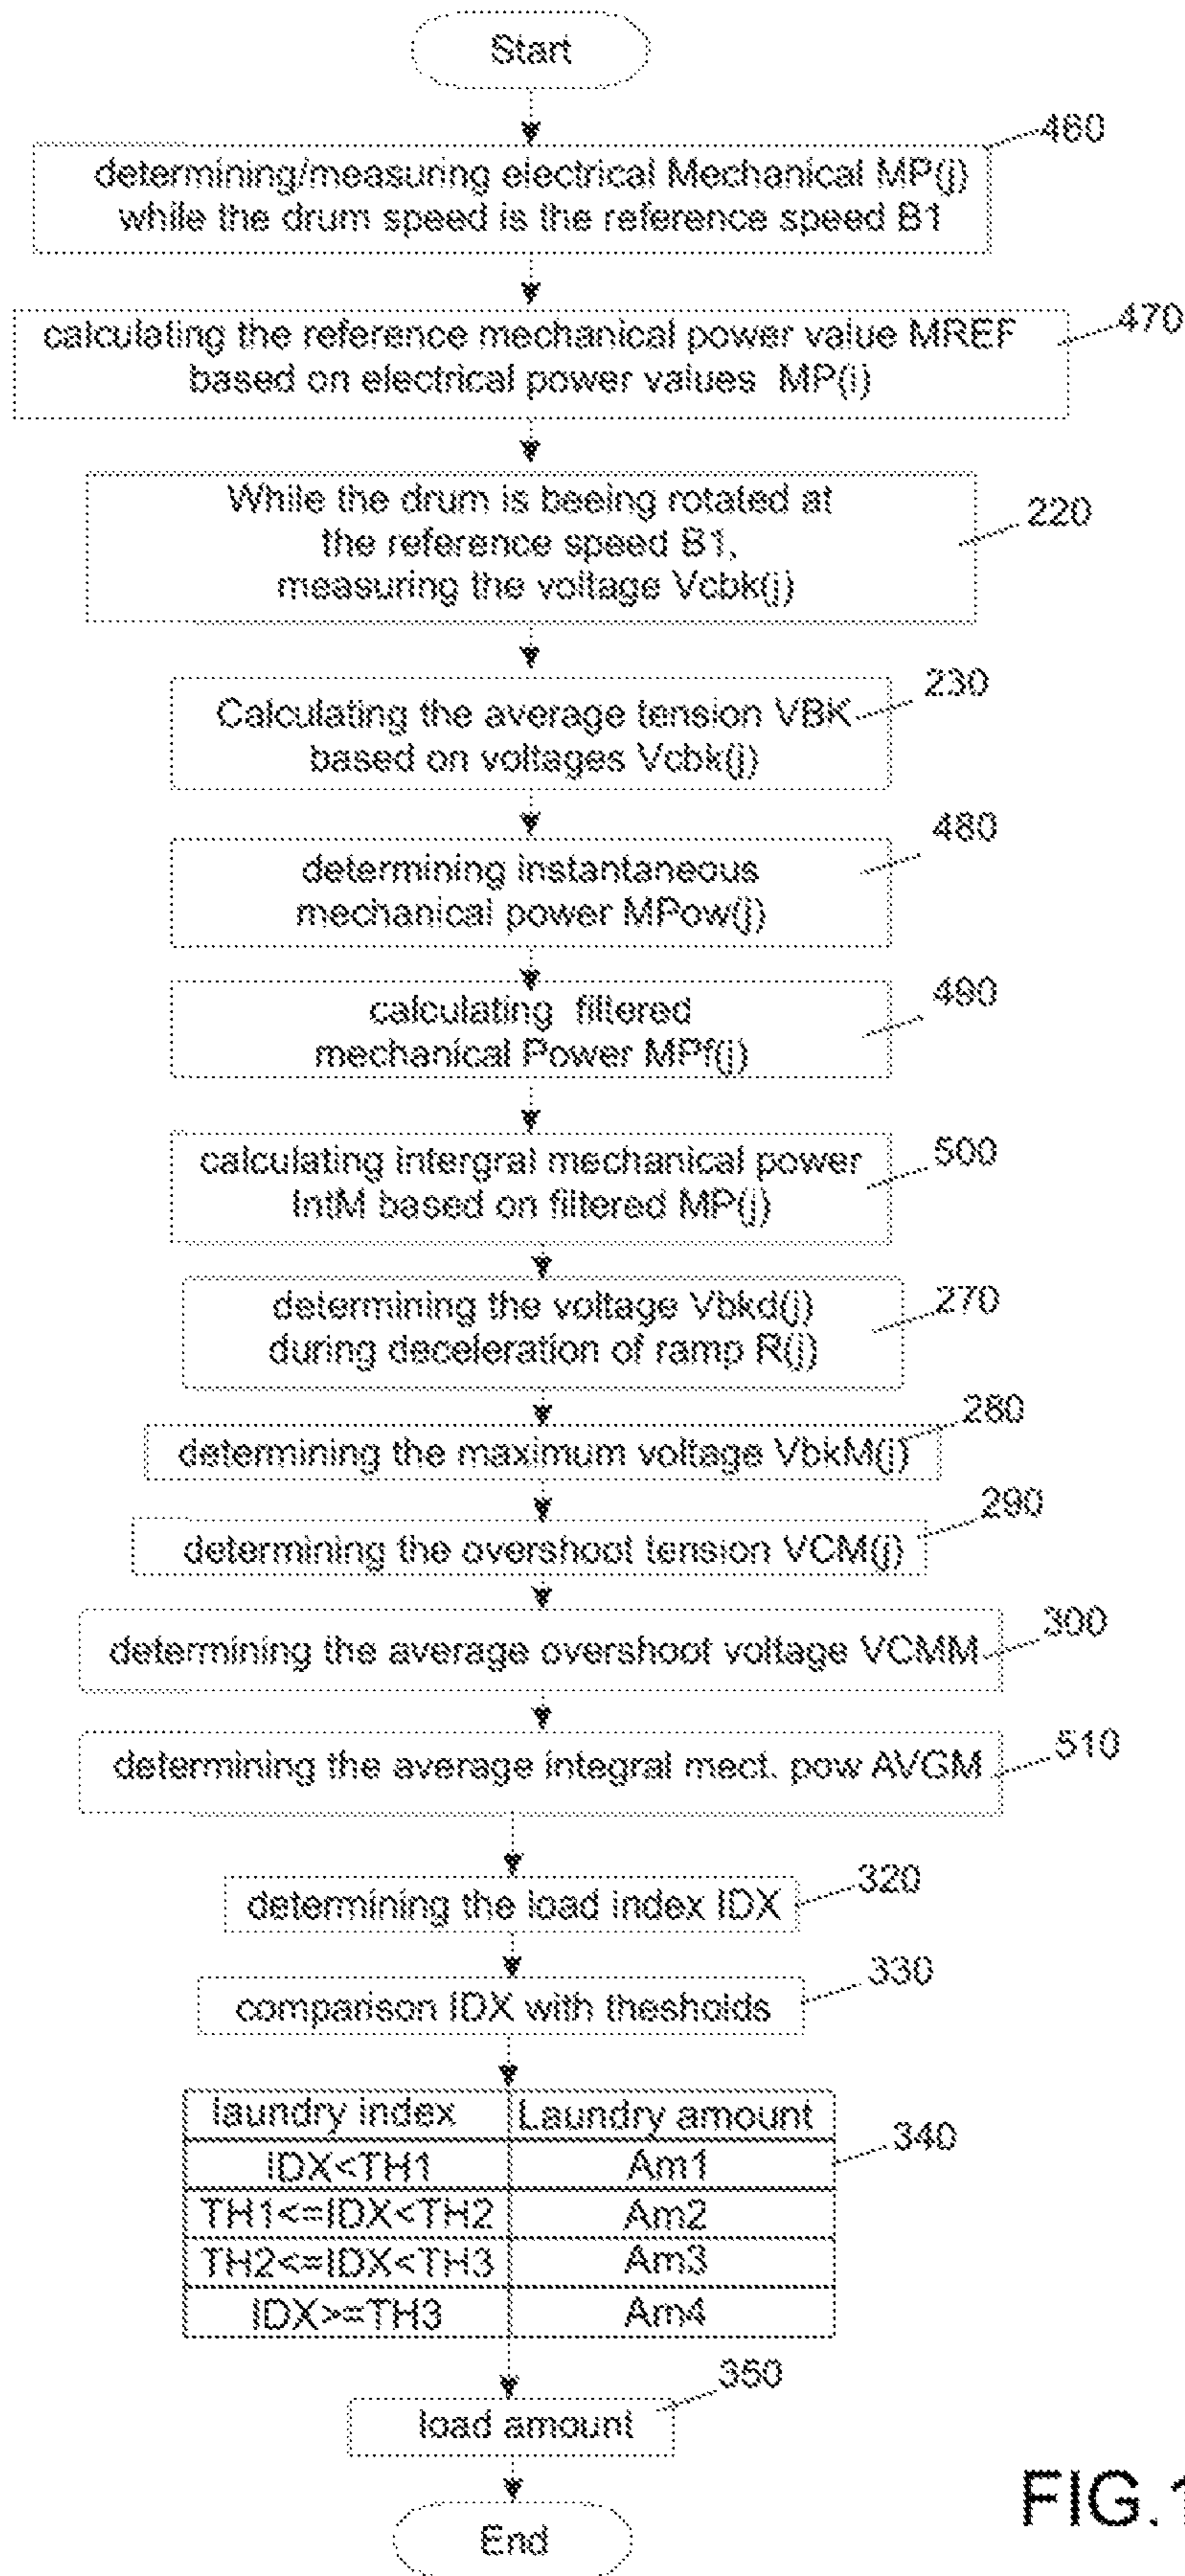 Start
460
determining/measuring electrical Mechanical MP(j)
while the drum speed is the reference speed B1
470
calculating the reference mechanical power value MREF
based on electrical power values MP(j)
While the drum is beeing rotated at
the reference speed B1,
measuring the voltage Vcbk(j)
220
230
Calculating the average tension VBK
based on voltages Vcbk(j)
480
determining instantaneous
mechanical power MPow(j)
490
calculating filtered
mechanical Power MPf(j)
500
calculating intergral mechanical power
IntM based on filtered MP(j)
270
determining the voltage Vbkd(j)
during deceleration of ramp R(j)
280
determining the maximum voltage VbkM(j)
290
determining the overshoot tension VCM(j)
300
determining the average overshoot voltage VCMM
510
determining the average integral mect. pow AVGM
320
determining the load index IDX
330
comparison IDX with thesholds
laundry index Laundry amount
340
IDX<TH1 Am1
TH1<=IDX<TH2 Am2
TH2<=IDX<TH3 Am3
IDX>=TH3 Am4
350
load amount
End